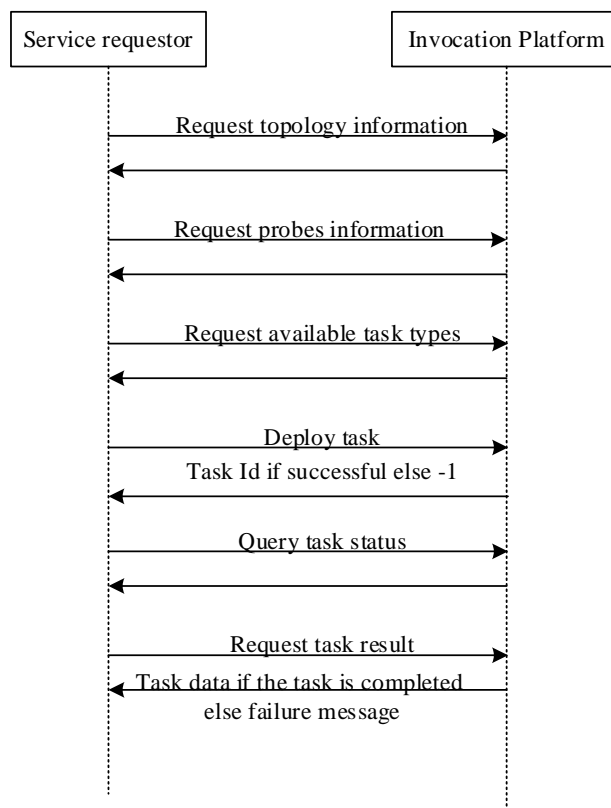 Service requestor
Invocation Platform
Request topology information
Request probes information
Request available task types
Deploy task
Task Id if successful else -1
Query task status
Request task result
Task data if the task is completed
else failure message